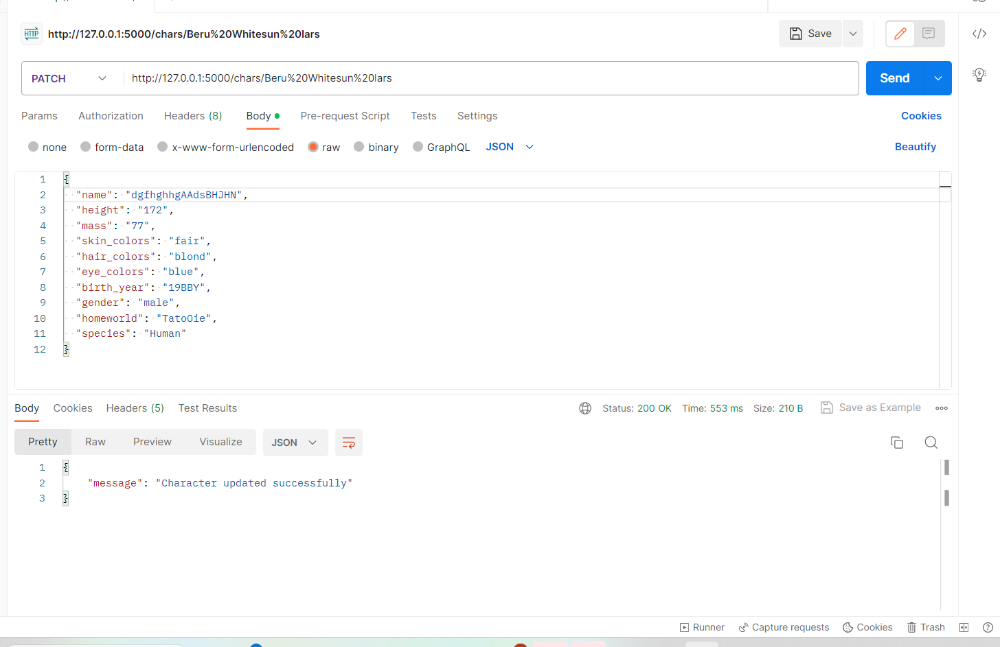 HTTP http://127.0.0.1:5000/chars/Beru%20Whitesun%20lars Save
PATCH http://127.0.0.1:5000/chars/Beru%20Whitesun%20lars Send
Params Authorization Headers (8) Body Pre-request Script Tests Settings Cookies
none form-data x-www-form-urlencoded raw binary GraphQL JSON Beautify
1 {
2 "name": "dgfhghhgAAdsBHJHN",
3 "height": "172",
4 "mass": "77",
5 "skin_colors": "fair",
6 "hair_colors": "blond",
7 "eye_colors": "blue",
8 "birth_year": "19BBY",
9 "gender": "male",
10 "homeworld": "TatoOie",
11 "species": "Human"
12 }
Body Cookies Headers (5) Test Results Status: 200 OK Time: 553 ms Size: 210 B Save as Example
Pretty Raw Preview Visualize JSON
1 {
2 "message": "Character updated successfully"
3 }
Runner Capture requests Cookies Trash